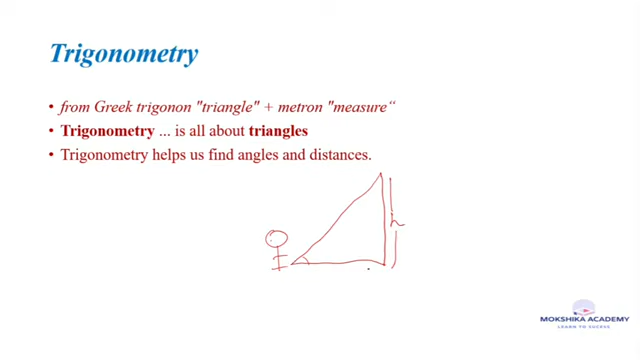 Trigonometry
• from Greek trigonon "triangle" + metron "measure“
• Trigonometry ... is all about triangles
• Trigonometry helps us find angles and distances.
h
MOKSHIKA ACADEMY
LEARN TO SUCCESS